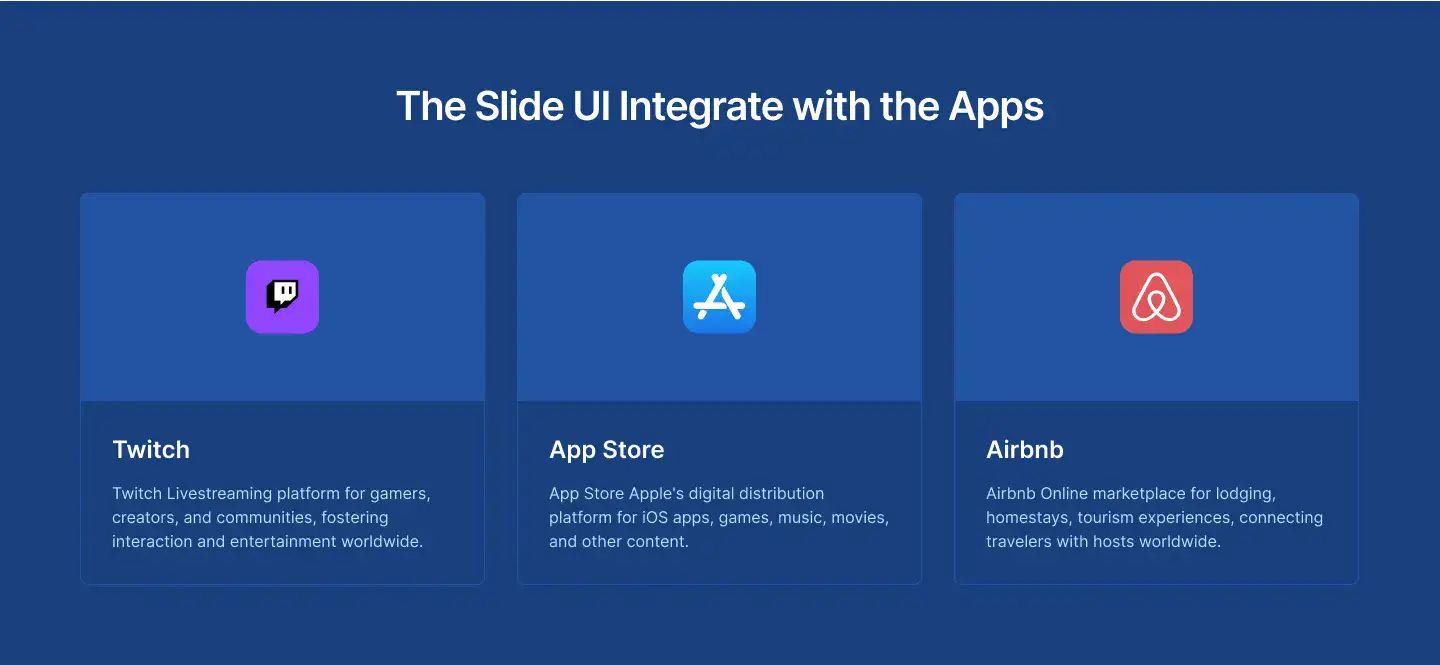 The Slide UI Integrate with the Apps
Twitch
Twitch Livestreaming platform for gamers,
creators, and communities, fostering
interaction and entertainment worldwide.
App Store
App Store Apple's digital distribution
platform for iOS apps, games, music, movies,
and other content.
Airbnb
Airbnb Online marketplace for lodging,
homestays, tourism experiences, connecting
travelers with hosts worldwide.